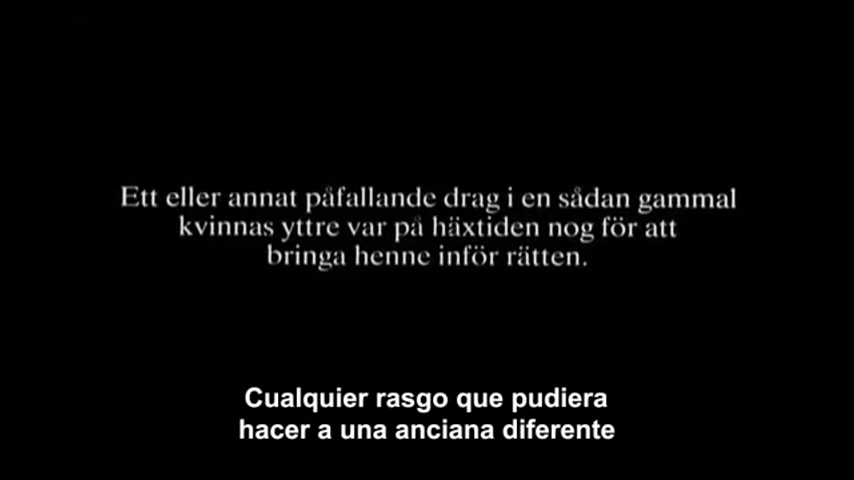 Ett eller annat påfallande drag i en sådan gammal
kvinnas yttre var på häxtiden nog för att
bringa henne inför rätten.
Cualquier rasgo que pudiera
hacer a una anciana diferente